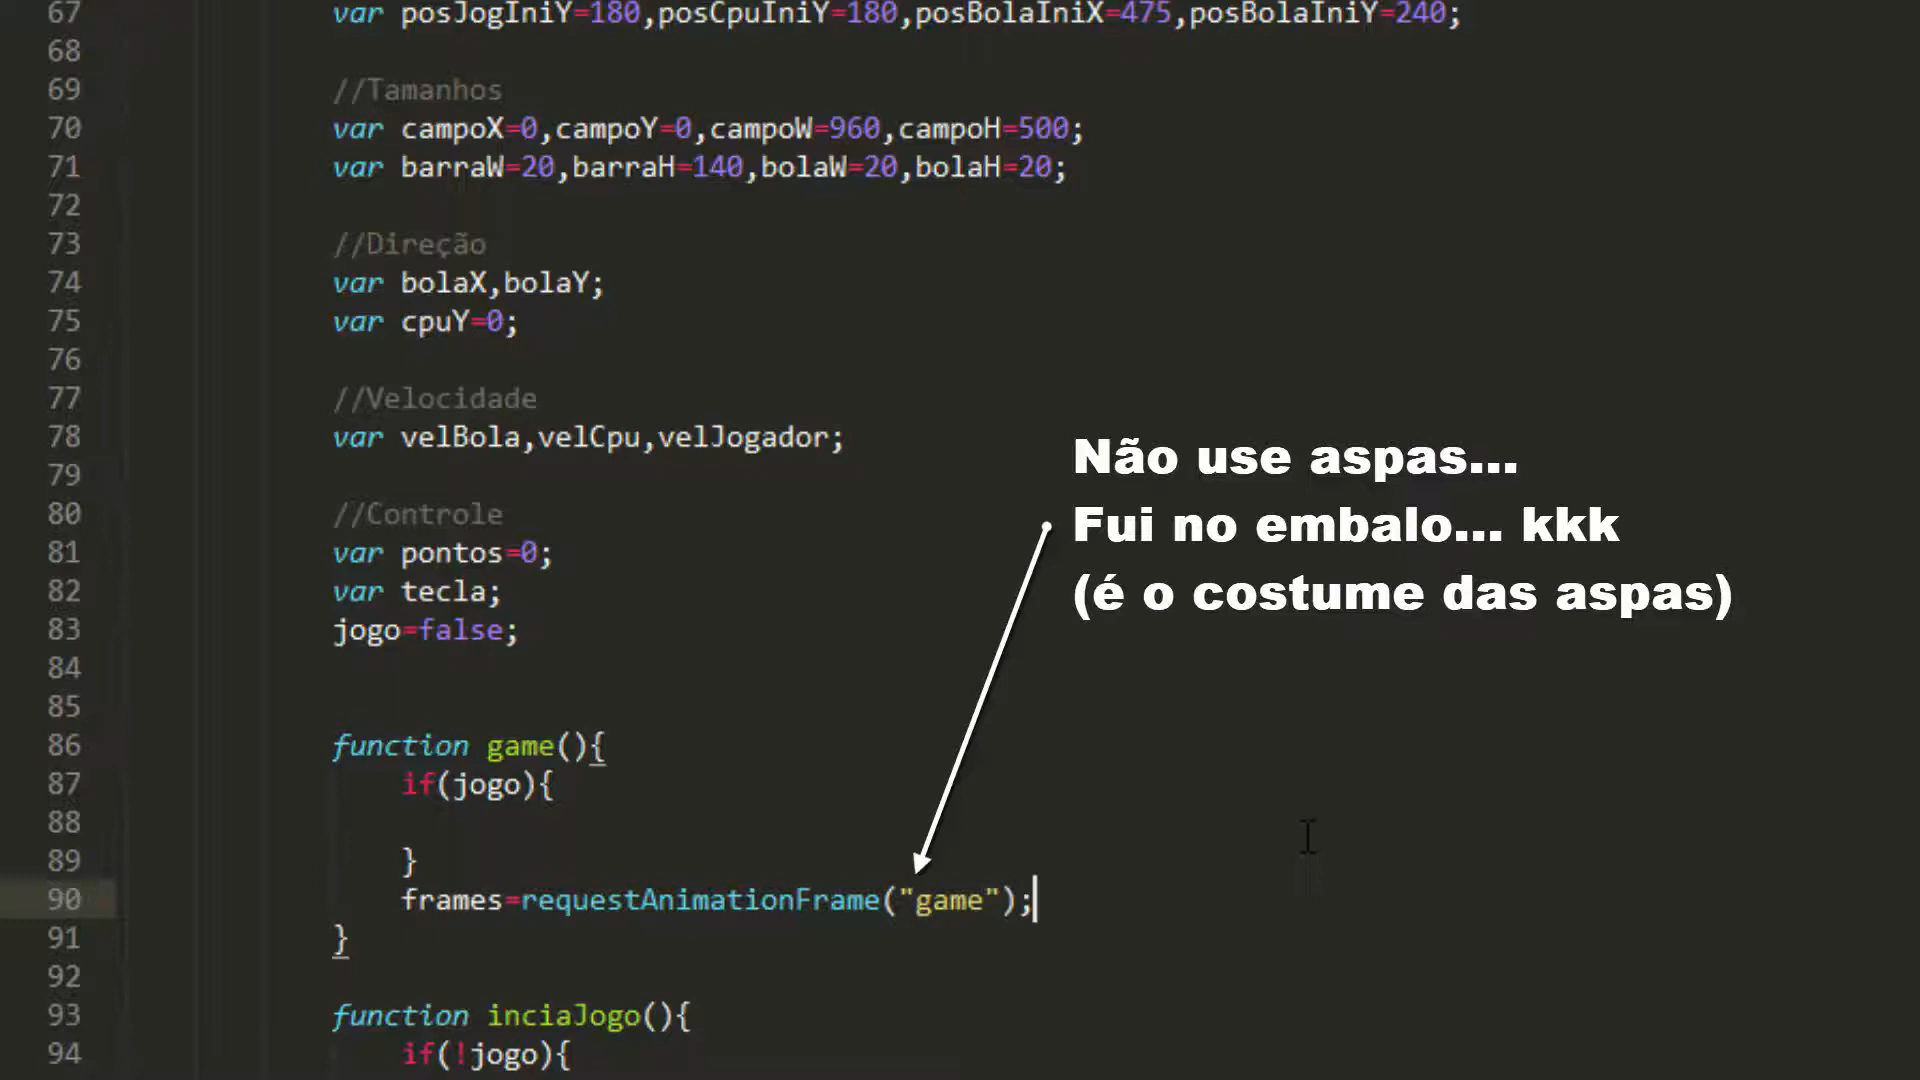 67 var posJogIniY=180,posCpuIniY=180,posBolaIniX=475,posBolaIniY=240;
68
69 //Tamanhos
70 var campoX=0,campoY=0,campoW=960,campoH=500;
71 var barraW=20,barraH=140,bolaW=20,bolaH=20;
72
73 //Direção
74 var bolaX,bolaY;
75 var cpuY=0;
76
77 //Velocidade
78 var velBola,velCpu,velJogador;
79
80 //Controle
81 var pontos=0;
82 var tecla;
83 jogo=false;
84
85
86 function game(){
87 if(jogo){
88
89 }
90 frames=requestAnimationFrame("game");
91 }
92
93 function inciaJogo(){
94 if(!jogo){
Não use aspas...
Fui no embalo... kkk
(é o costume das aspas)